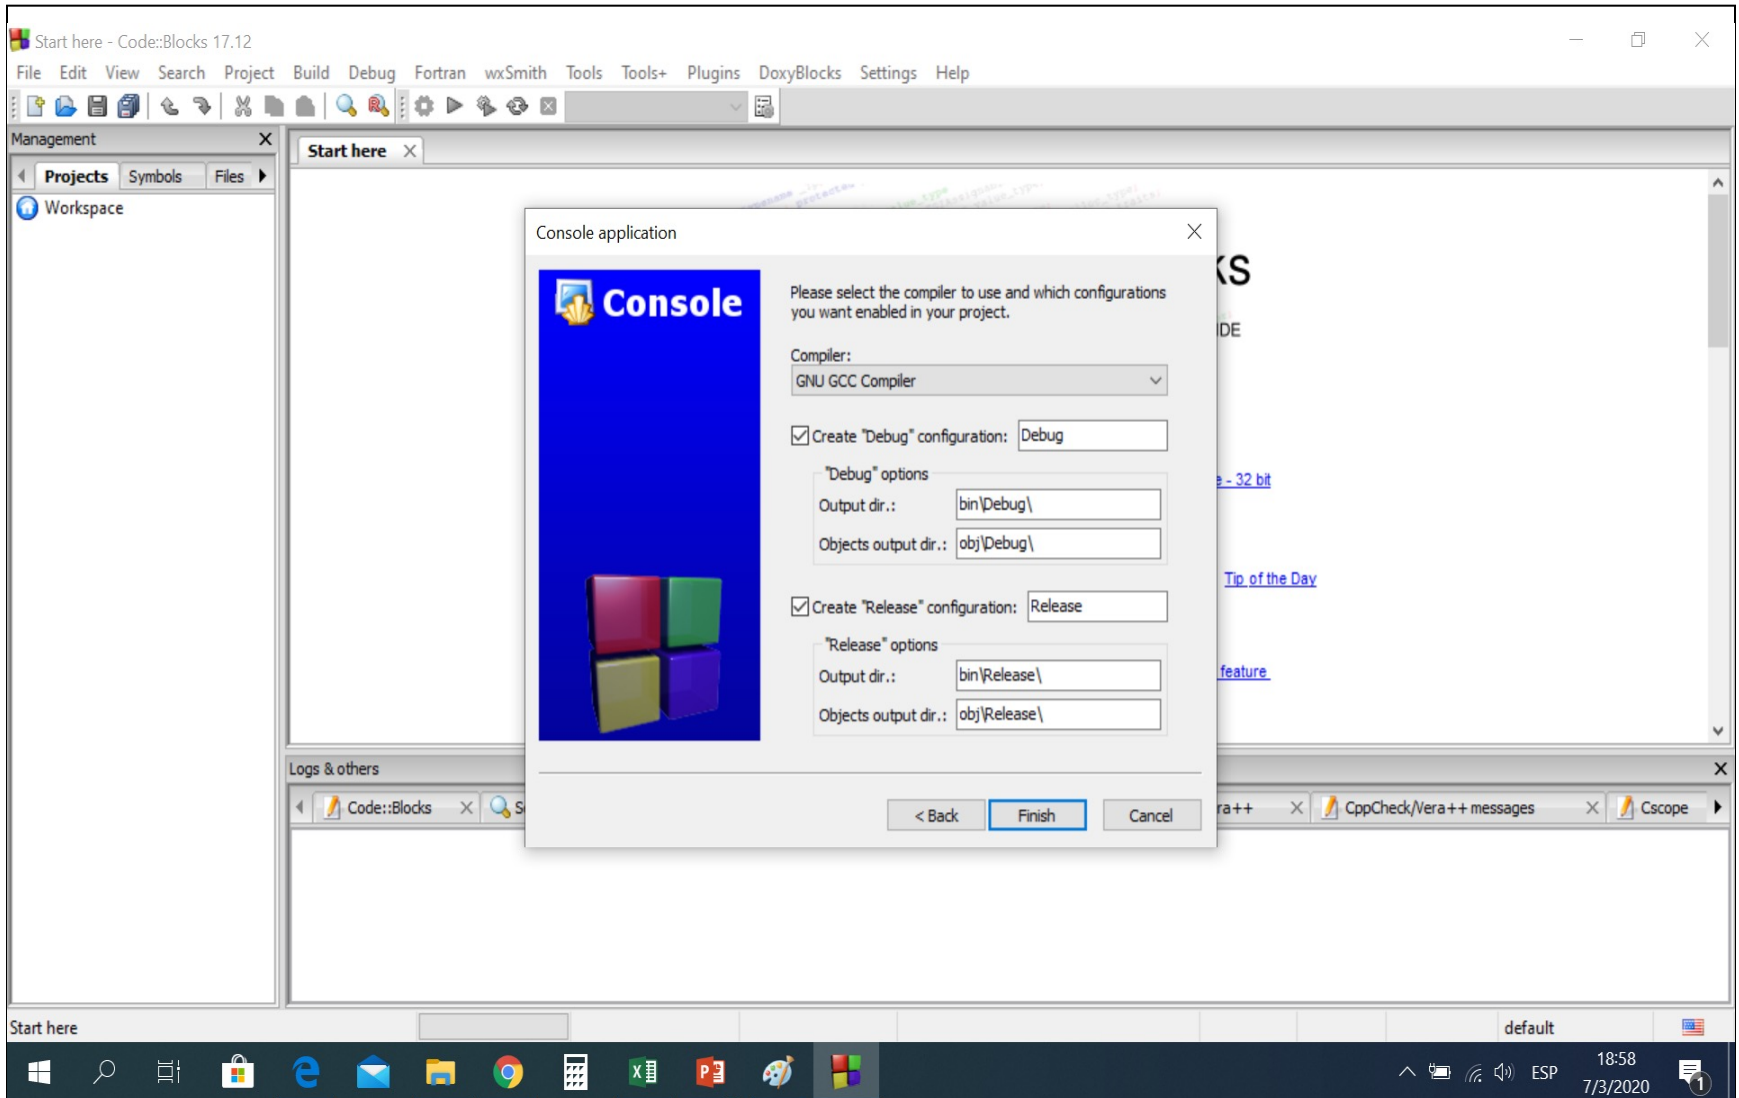 Start here - Code::Blocks 17.12
File Edit View Search Project Build Debug Fortran wxSmith Tools Tools+ Plugins DoxyBlocks Settings Help
Management
Start here
Projects Symbols Files
Workspace
Console application
Console
Please select the compiler to use and which configurations
you want enabled in your project.
Compiler:
GNU GCC Compiler
Create "Debug" configuration: Debug
"Debug" options
Output dir.: bin\Debug\
Objects output dir.: obj\Debug\
Create "Release" configuration: Release
"Release" options
Output dir.: bin\Release\
Objects output dir.: obj\Release\
< Back Finish Cancel
KS
IDE
e - 32 bit
Tip of the Day
feature
Logs & others
Code::Blocks S ra++ CppCheck/Vera++ messages Cscope
Start here default
ESP
18:58
7/3/2020
1